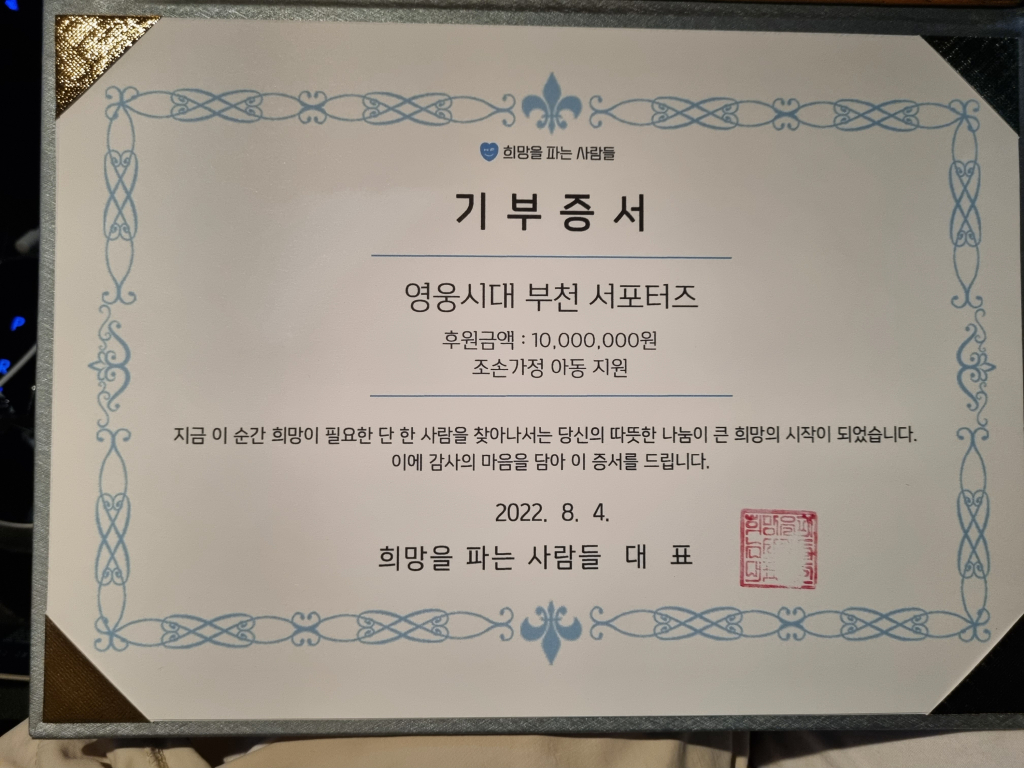 희망을 파는 사람들
기부증서
영웅시대 부천 서포터즈
후원금액 : 10,000,000원
조손가정 아동 지원
지금 이 순간 희망이 필요한 단 한 사람을 찾아나서는 당신의 따뜻한 나눔이 큰 희망의 시작이 되었습니다.
이에 감사의 마음을 담아 이 증서를 드립니다.
2022. 8. 4.
희망을 파는 사람들 대 표
P